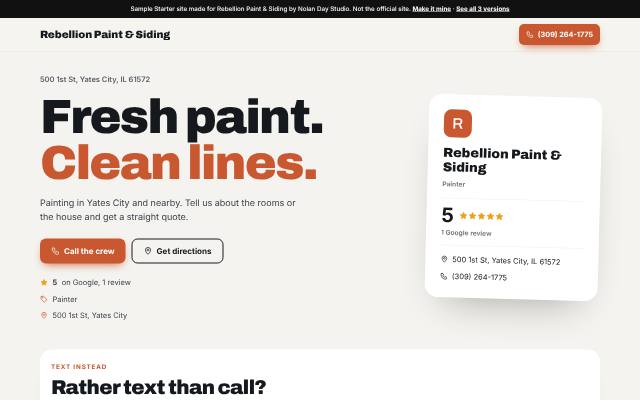 Sample Starter site made for Rebellion Paint & Siding by Nolan Day Studio. Not the official site. Make it mine · See all 3 versions
Rebellion Paint & Siding
(309) 264-1775
500 1st St, Yates City, IL 61572
Fresh paint.
Clean lines.
Painting in Yates City and nearby. Tell us about the rooms or
the house and get a straight quote.
Call the crew
Get directions
5 on Google, 1 review
Painter
500 1st St, Yates City
R
Rebellion Paint &
Siding
Painter
5
1 Google review
500 1st St, Yates City, IL 61572
(309) 264-1775
TEXT INSTEAD
Rather text than call?